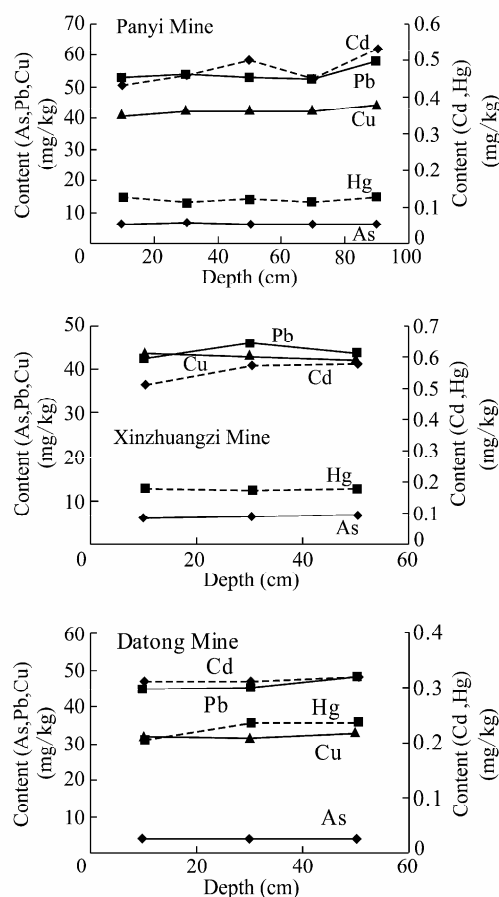 Panyi Mine
Content (As,Pb,Cu)
(mg/kg)
70
60
50
40
30
20
10
0
Cd
Pb
Cu
Hg
As
0.6
0.5
0.4
0.3
0.2
0.1
0
Content (Cd ,Hg)
(mg/kg)
20
40
60
80
100
Depth (cm)
Content (As,Pb,Cu)
(mg/kg)
50
40
30
20
10
0
Pb
Cu
Cd
Xinzhuangzi Mine
Hg
As
0.7
0.6
0.5
0.4
0.3
0.2
0.1
0
Content (Cd,Hg)
(mg/kg)
20
40
60
Depth (cm)
Datong Mine
Content (As,Pb,Cu)
(mg/kg)
60
50
40
30
20
10
0
Cd
Pb
Hg
Cu
As
0.4
0.3
0.2
0.1
0
Content (Cd,Hg)
(mg/kg)
20
40
60
Depth (cm)